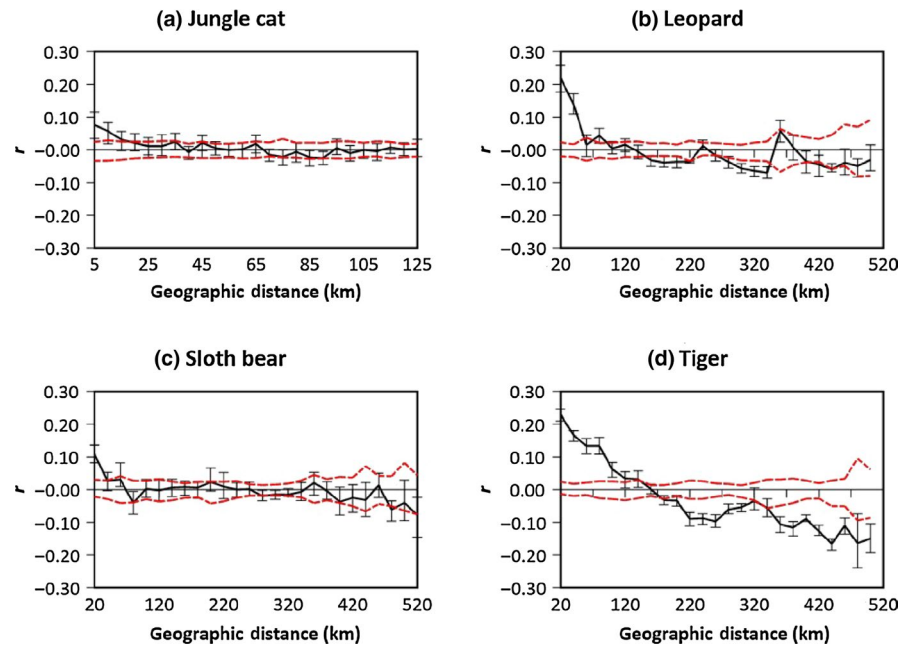 (a) Jungle cat
0.30
0.20
0.10
−0.00
−0.10
−0.20
−0.30
r
5 25 45 65 85 105 125
Geographic distance (km)
(b) Leopard
0.30
0.20
0.10
−0.00
−0.10
−0.20
−0.30
r
20 120 220 320 420 520
Geographic distance (km)
(c) Sloth bear
0.30
0.20
0.10
−0.00
−0.10
−0.20
−0.30
r
20 120 220 320 420 520
Geographic distance (km)
(d) Tiger
0.30
0.20
0.10
−0.00
−0.10
−0.20
−0.30
r
20 120 220 320 420 520
Geographic distance (km)